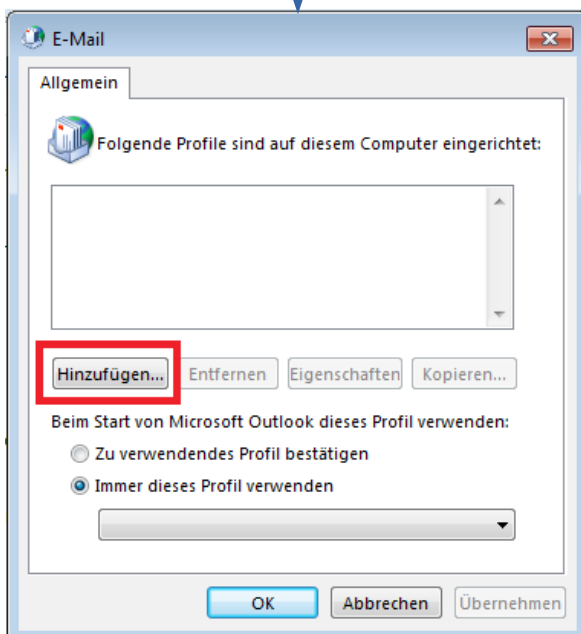 E-Mail
Allgemein
Folgende Profile sind auf diesem Computer eingerichtet:
Hinzufügen... Entfernen Eigenschaften Kopieren...
Beim Start von Microsoft Outlook dieses Profil verwenden:
Zu verwendendes Profil bestätigen
Immer dieses Profil verwenden
OK Abbrechen Übernehmen